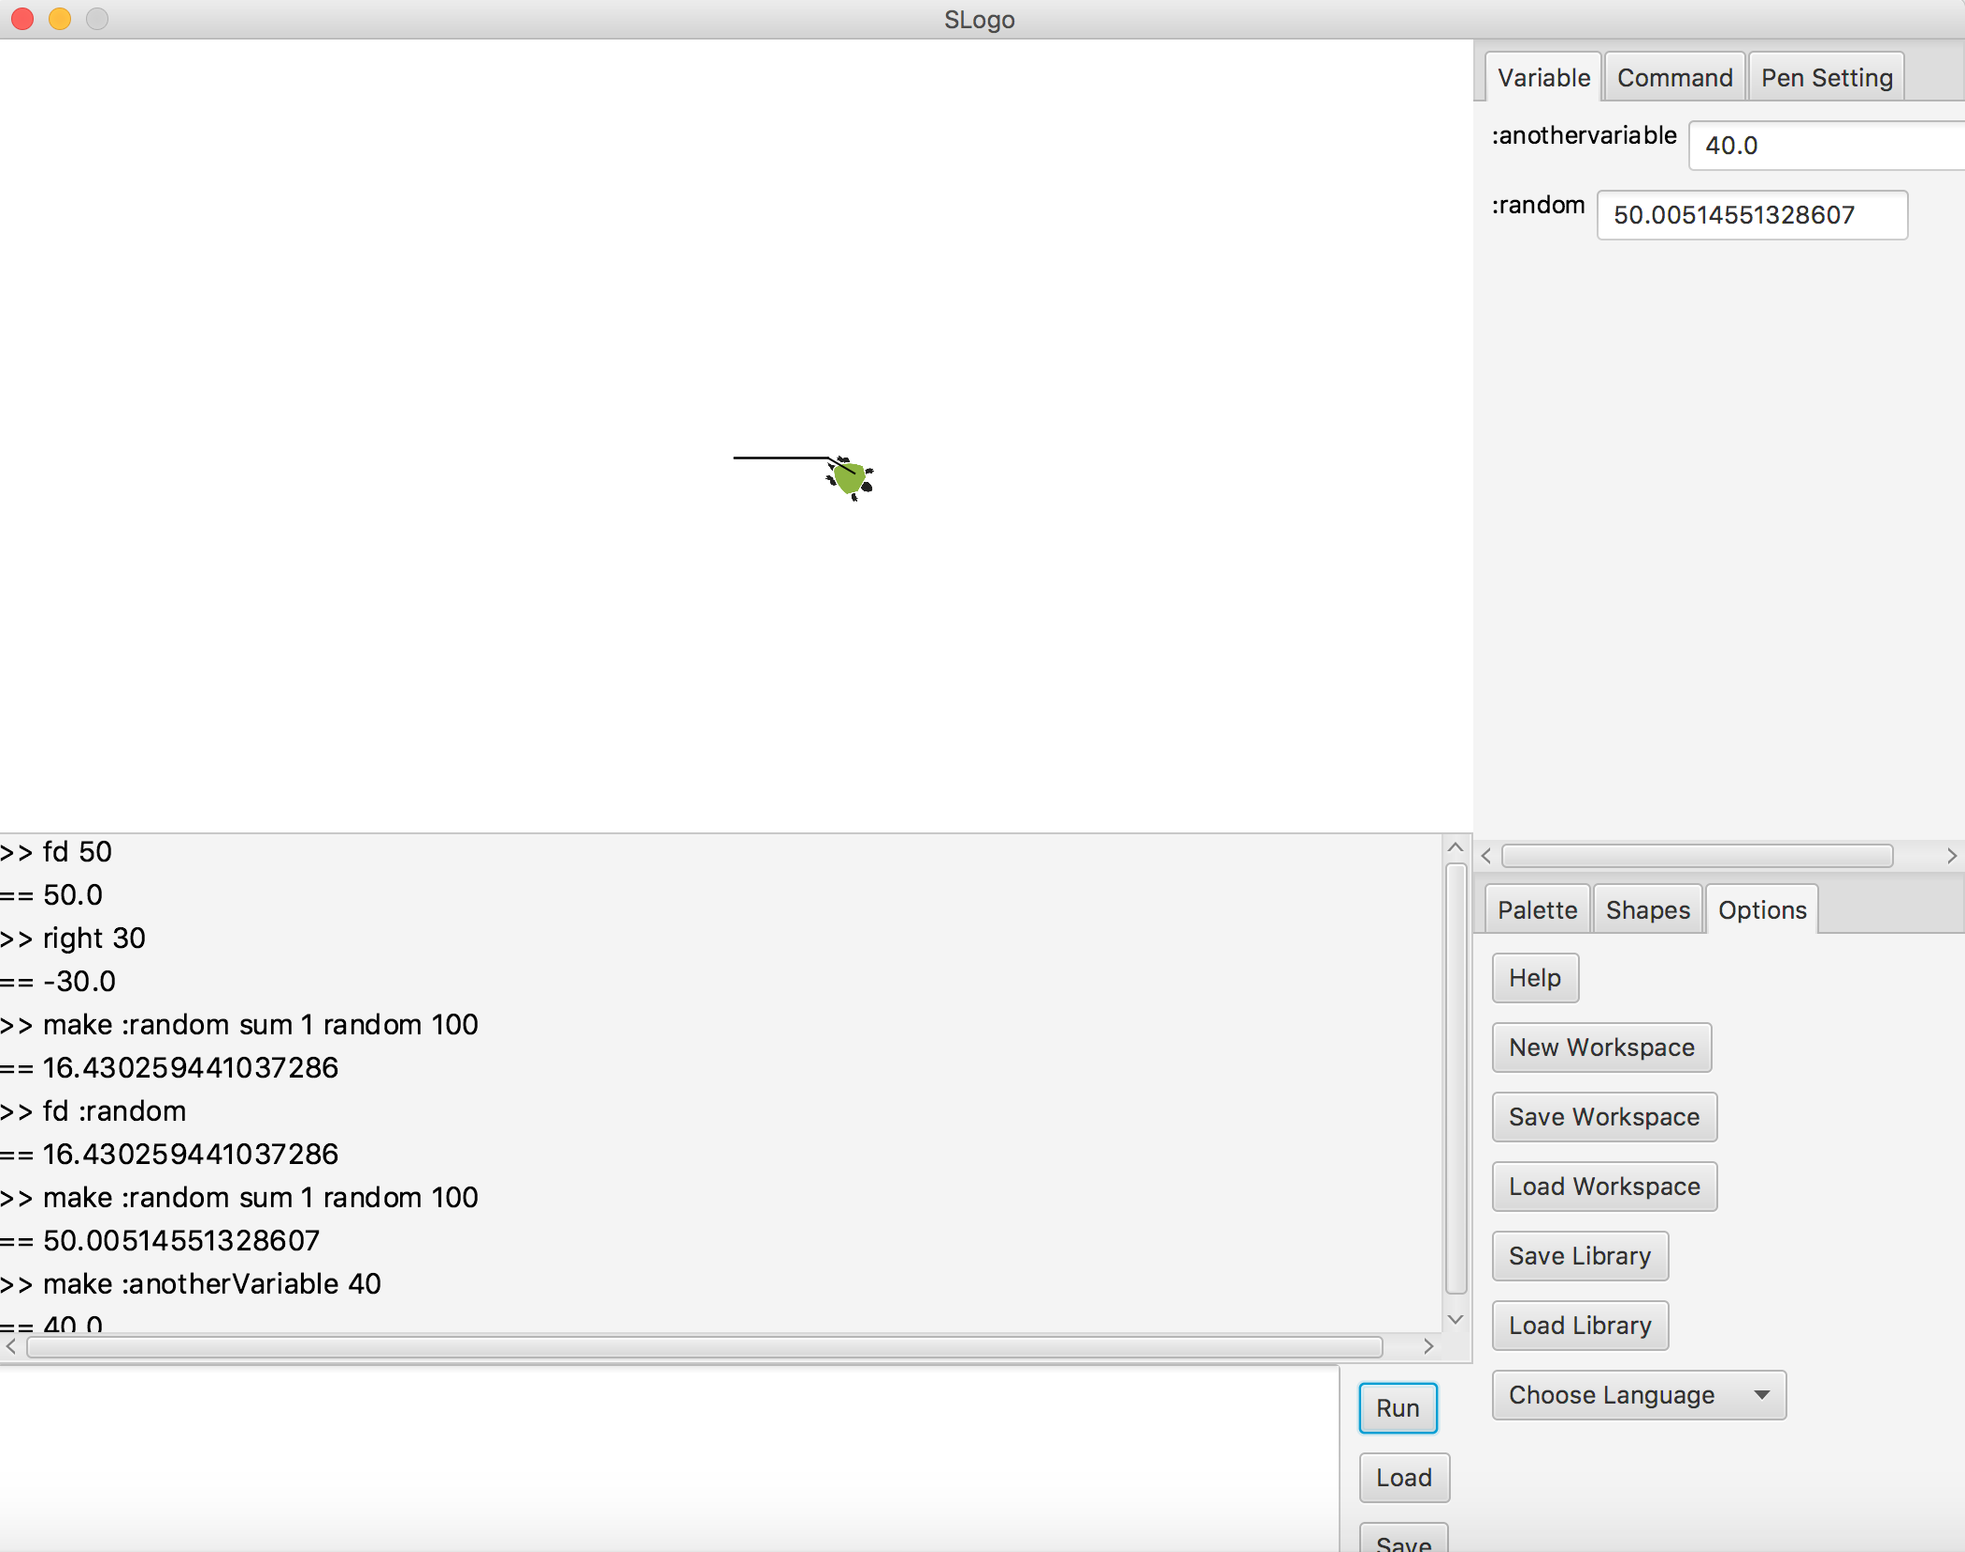 SLogo
Variable Command Pen Setting
:anothervariable 40.0
:random 50.00514551328607
>> fd 50
== 50.0
>> right 30
== -30.0
>> make :random sum 1 random 100
== 16.430259441037286
>> fd :random
== 16.430259441037286
>> make :random sum 1 random 100
== 50.00514551328607
>> make :anotherVariable 40
== 40.0
Run
Load
Save
Palette Shapes Options
Help
New Workspace
Save Workspace
Load Workspace
Save Library
Load Library
Choose Language